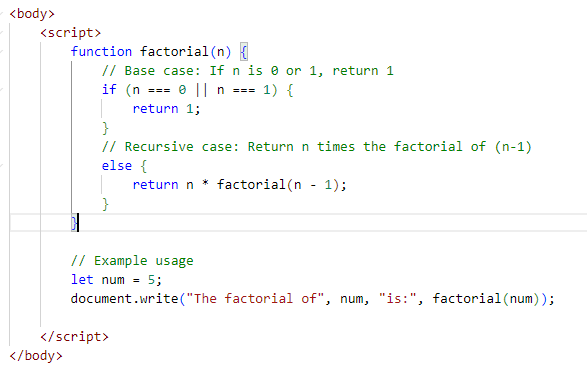 <body>
<script>
function factorial(n) {
// Base case: If n is 0 or 1, return 1
if (n === 0 || n === 1) {
return 1;
}
// Recursive case: Return n times the factorial of (n-1)
else {
return n * factorial(n - 1);
}
}
// Example usage
let num = 5;
document.write("The factorial of", num, "is:", factorial(num));
</script>
</body>